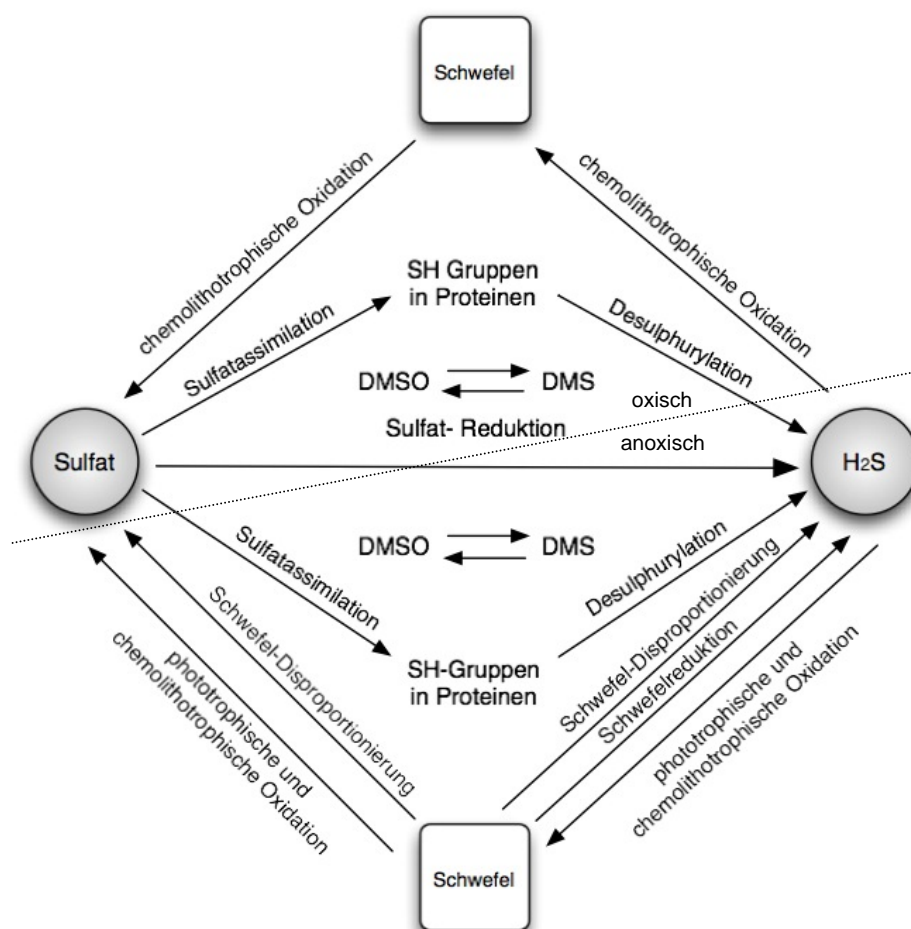 Schwefel
chemolithotrophische Oxidation
chemolithotrophische Oxidation
SH Gruppen
in Proteinen
Sulfatassimilation
Desulphurylation
DMSO
DMS
oxisch
Sulfat- Reduktion
anoxisch
Sulfat
H2S
DMSO
DMS
Sulfatassimilation
Desulphurylation
SH-Gruppen
in Proteinen
Schwefel-Disproportionierung
phototrophische und
chemolithotrophische Oxidation
Schwefel-Disproportionierung
Schwefelreduktion
phototrophische und
chemolithotrophische Oxidation
Schwefel